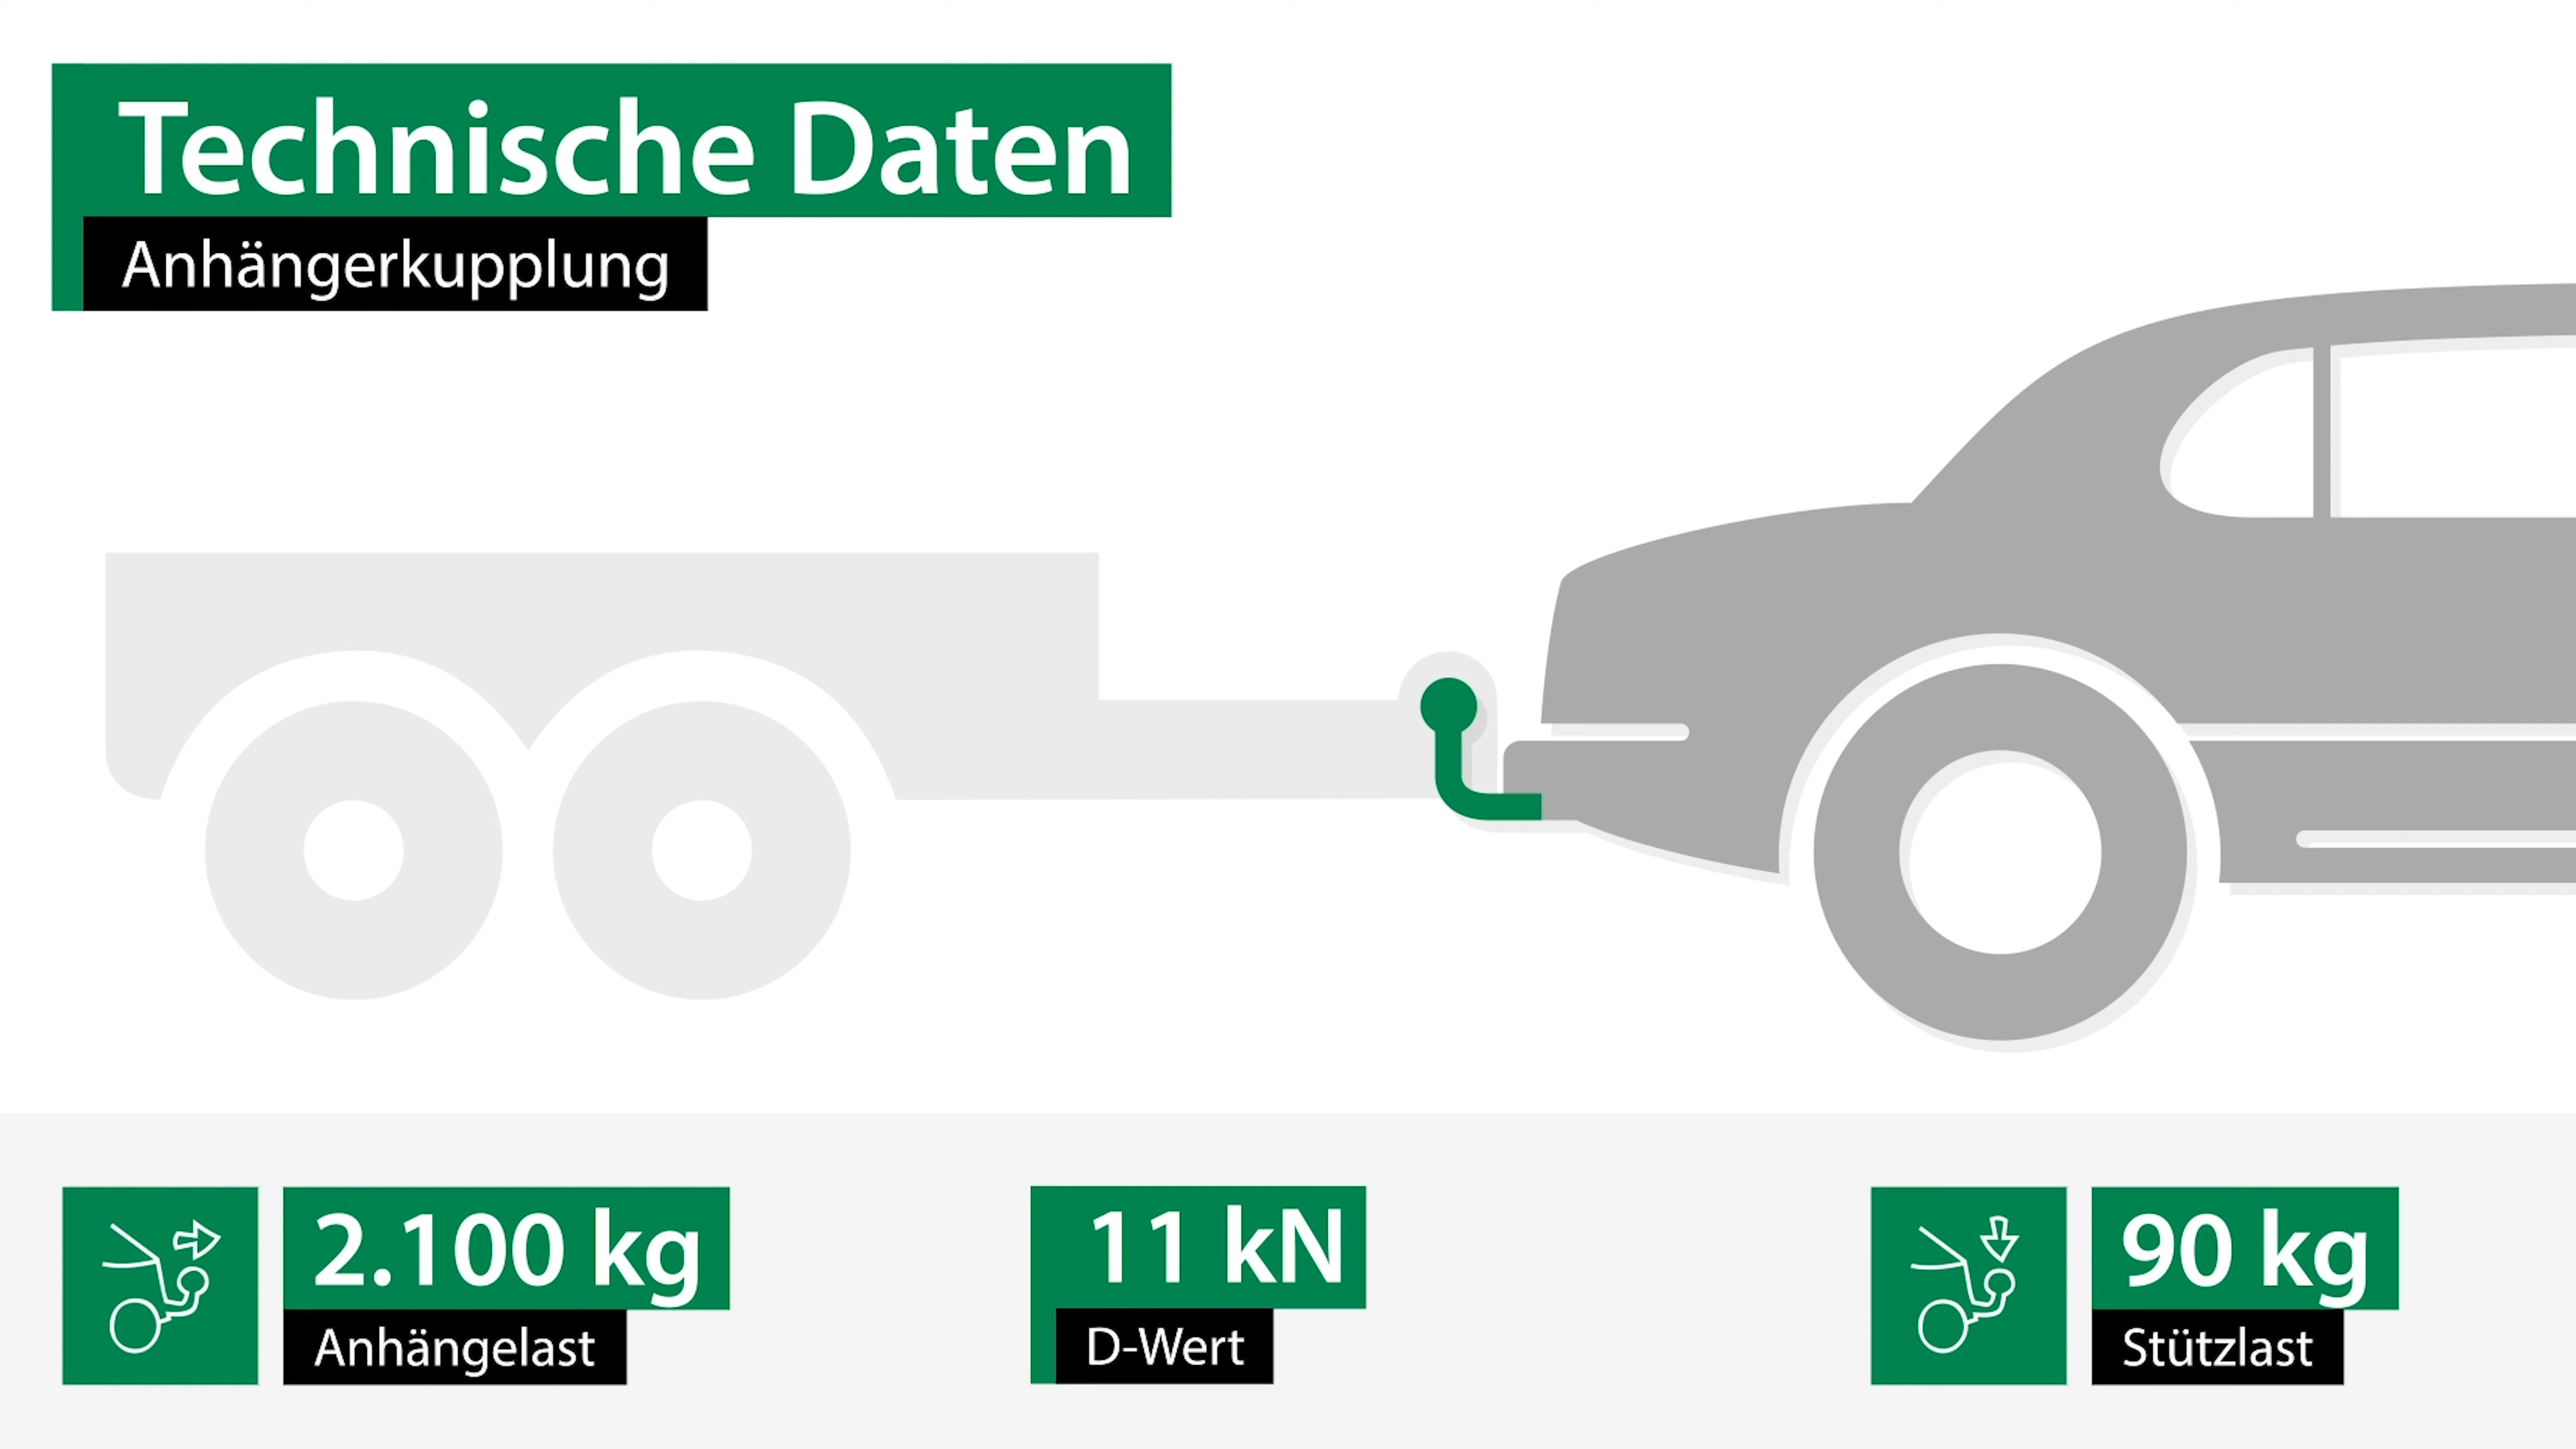 Technische Daten
Anhängerkupplung
2.100 kg
Anhängelast
11 kN
D-Wert
90 kg
Stützlast